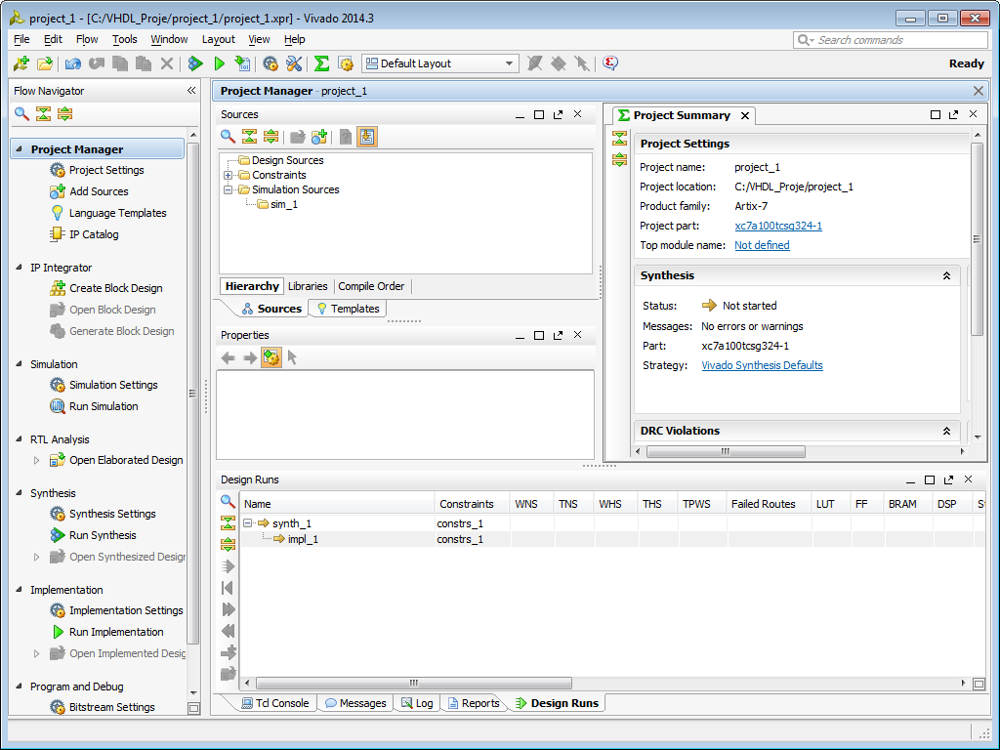 project_1 - [C:/VHDL_Proje/project_1/project_1.xpr] - Vivado 2014.3
File Edit Flow Tools Window Layout View Help
Search commands
Default Layout
Ready
Flow Navigator
Project Manager
Project Settings
Add Sources
Language Templates
IP Catalog
IP Integrator
Create Block Design
Open Block Design
Generate Block Design
Simulation
Simulation Settings
Run Simulation
RTL Analysis
Open Elaborated Design
Synthesis
Synthesis Settings
Run Synthesis
Open Synthesized Design
Implementation
Implementation Settings
Run Implementation
Open Implemented Desig
Program and Debug
Bitstream Settings
Project Manager - project_1
Sources
Design Sources
Constraints
Simulation Sources
sim_1
Hierarchy Libraries Compile Order
Sources Templates
Properties
Project Summary
Project Settings
Project name: project_1
Project location: C:/VHDL_Proje/project_1
Product family: Artix-7
Project part: xc7a100tcsg324-1
Top module name: Not defined
Synthesis
Status: Not started
Messages: No errors or warnings
Part: xc7a100tcsg324-1
Strategy: Vivado Synthesis Defaults
DRC Violations
Design Runs
Name Constraints WNS TNS WHS THS TPWS Failed Routes LUT FF BRAM DSP St
synth_1 constrs_1
impl_1 constrs_1
Tcl Console Messages Log Reports Design Runs